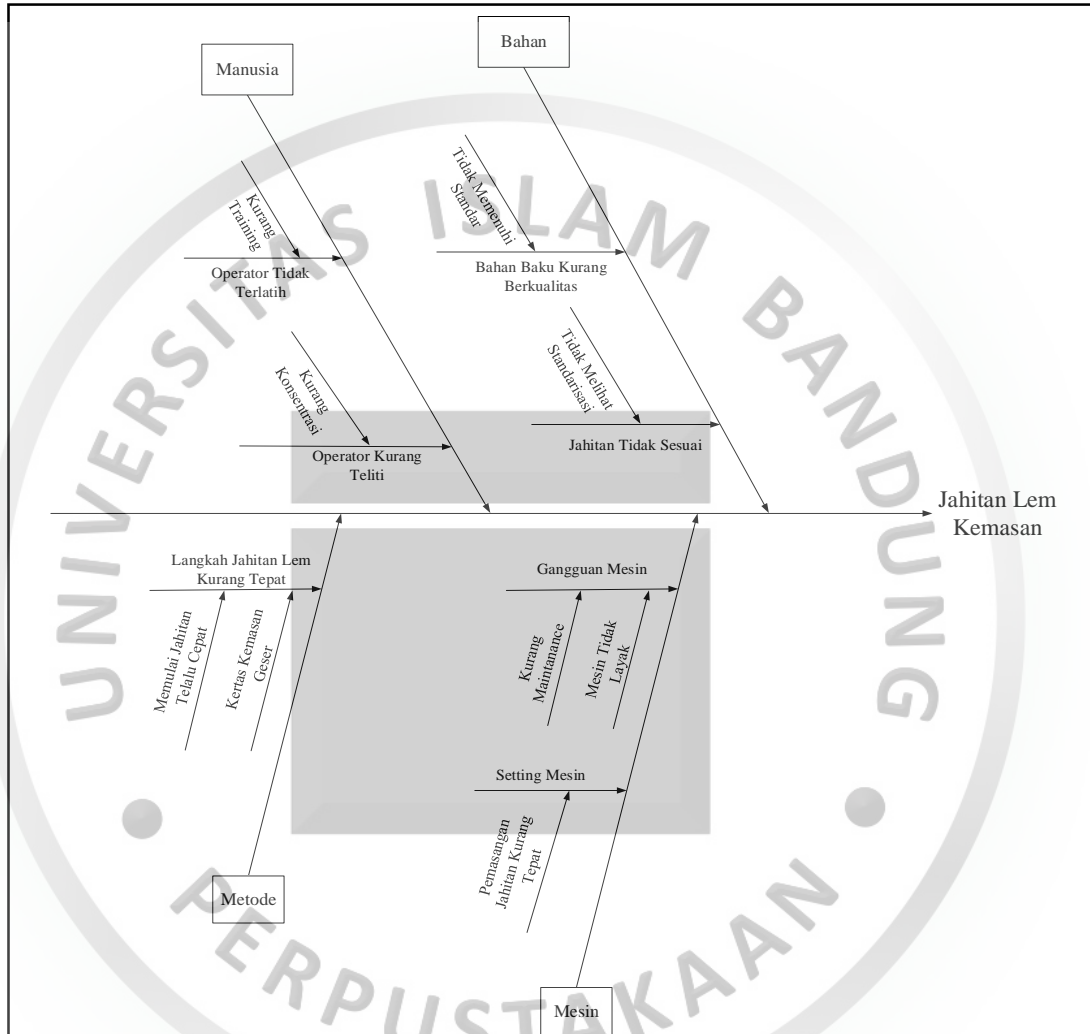 Manusia
Bahan
Kurang
Training
Operator Tidak
Terlatih
Tidak Memenuhi
Standar
Bahan Baku Kurang
Berkualitas
Kurang
Konsentrasi
Operator Kurang
Teliti
Tidak Melihat
Standarisasi
Jahitan Tidak Sesuai
Jahitan Lem
Kemasan
Langkah Jahitan Lem
Kurang Tepat
Memulai Jahitan
Telalu Cepat
Kertas Kemasan
Geser
Gangguan Mesin
Kurang
Maintanance
Mesin Tidak
Layak
Setting Mesin
Pemasangan
Jahitan Kurang
Tepat
Metode
Mesin
UNIVERSITAS ISLAM BANDUNG
PERPUSTAKAAN